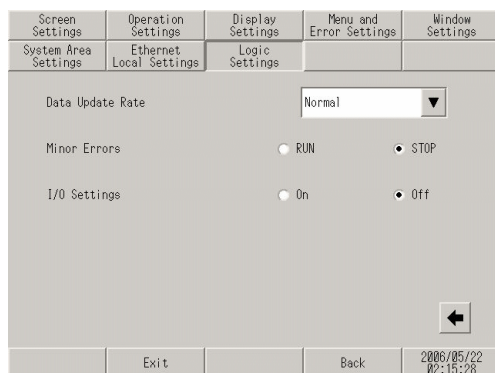 Screen Settings
Operation Settings
Display Settings
Menu and Error Settings
Window Settings
System Area Settings
Ethernet Local Settings
Logic Settings
Data Update Rate
Normal
Minor Errors
RUN
STOP
I/O Settings
On
Off
Exit
Back
2006/05/22
02:15:28